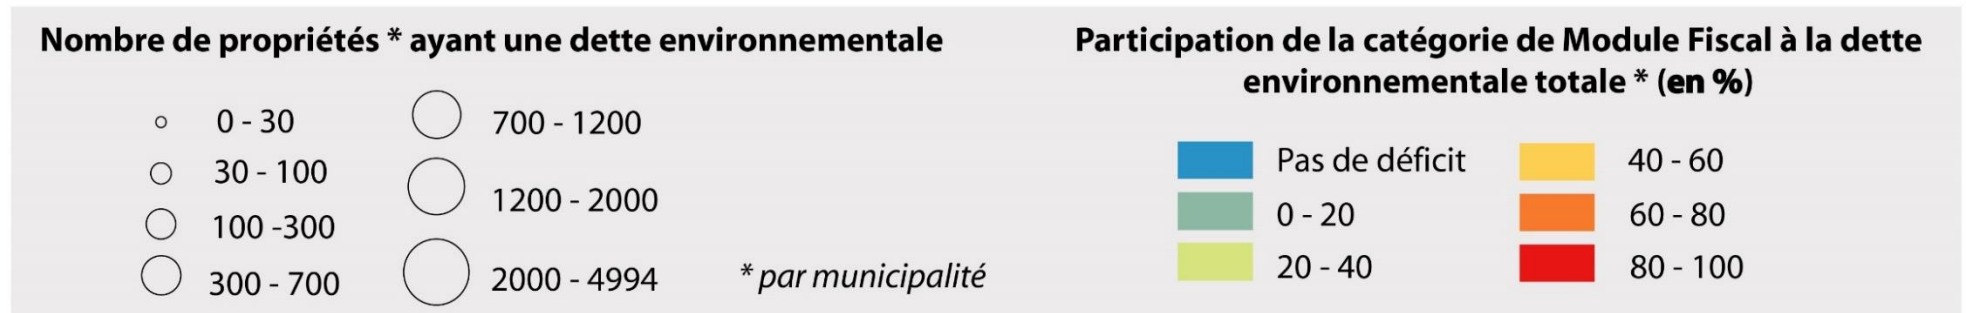 Nombre de propriétés * ayant une dette environnementale
0 - 30
30 - 100
100 -300
300 - 700
700 - 1200
1200 - 2000
2000 - 4994
* par municipalité
Participation de la catégorie de Module Fiscal à la dette
environnementale totale * (en %)
Pas de déficit
0 - 20
20 - 40
40 - 60
60 - 80
80 - 100